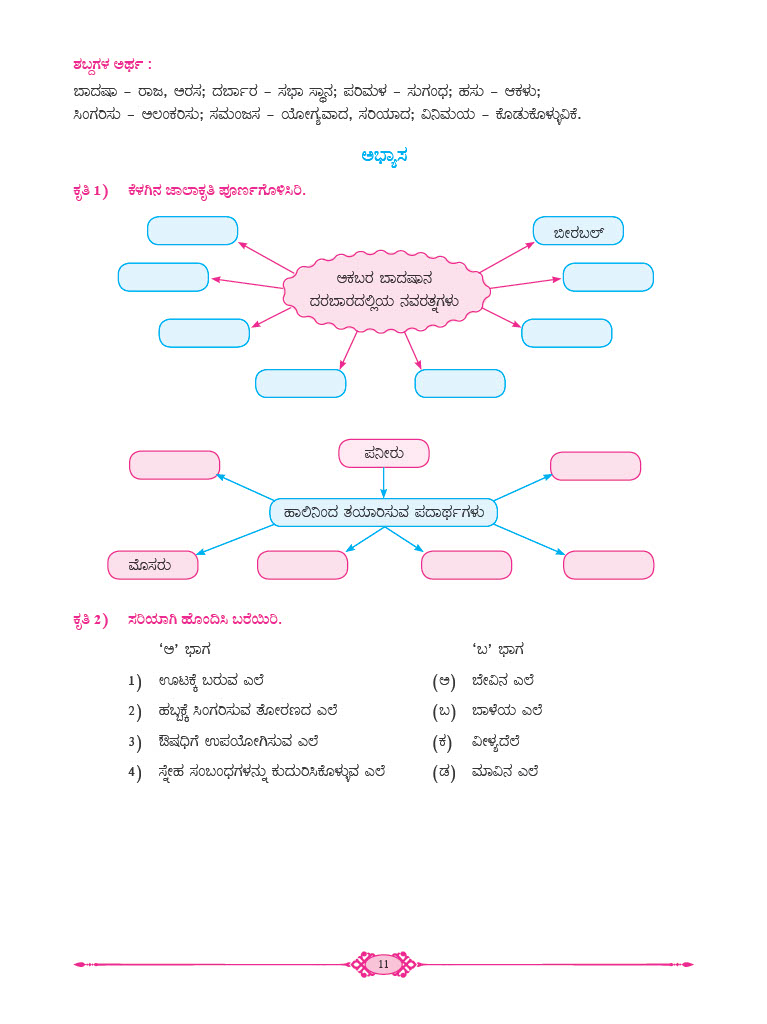 ಶಬ್ದಗಳ ಅರ್ಥ :
ಬಾದಷಾ – ರಾಜ, ಅರಸ; ದರ್ಬಾರ – ಸಭಾ ಸ್ಥಾನ; ಪರಿಮಳ – ಸುಗಂಧ; ಹಸು – ಆಕಳು;
ಸಿಂಗರಿಸು – ಅಲಂಕರಿಸು; ಸಮಂಜಸ – ಯೋಗ್ಯವಾದ, ಸರಿಯಾದ; ವಿನಿಮಯ – ಕೊಡುಕೊಳ್ಳುವಿಕೆ.
ಅಭ್ಯಾಸ
ಕೃತಿ 1) ಕೆಳಗಿನ ಜಾಲಾಕೃತಿ ಪೂರ್ಣಗೊಳಿಸಿರಿ.
ಬೀರಬಲ್
ಅಕಬರ ಬಾದಷಾನ
ದರಬಾರದಲ್ಲಿಯ ನವರತ್ನಗಳು
ಪನೀರು
ಹಾಲಿನಿಂದ ತಯಾರಿಸುವ ಪದಾರ್ಥಗಳು
ಮೊಸರು
ಕೃತಿ 2) ಸರಿಯಾಗಿ ಹೊಂದಿಸಿ ಬರೆಯಿರಿ.
‘ಅ’ ಭಾಗ ‘ಬ’ ಭಾಗ
1) ಊಟಕ್ಕೆ ಬರುವ ಎಲೆ (ಅ) ಬೇವಿನ ಎಲೆ
2) ಹಬ್ಬಕ್ಕೆ ಸಿಂಗರಿಸುವ ತೋರಣದ ಎಲೆ (ಬ) ಬಾಳೆಯ ಎಲೆ
3) ಔಷಧಿಗೆ ಉಪಯೋಗಿಸುವ ಎಲೆ (ಕ) ವೀಳ್ಯದೆಲೆ
4) ಸ್ನೇಹ ಸಂಬಂಧಗಳನ್ನು ಕುದುರಿಸಿಕೊಳ್ಳುವ ಎಲೆ (ಡ) ಮಾವಿನ ಎಲೆ
11